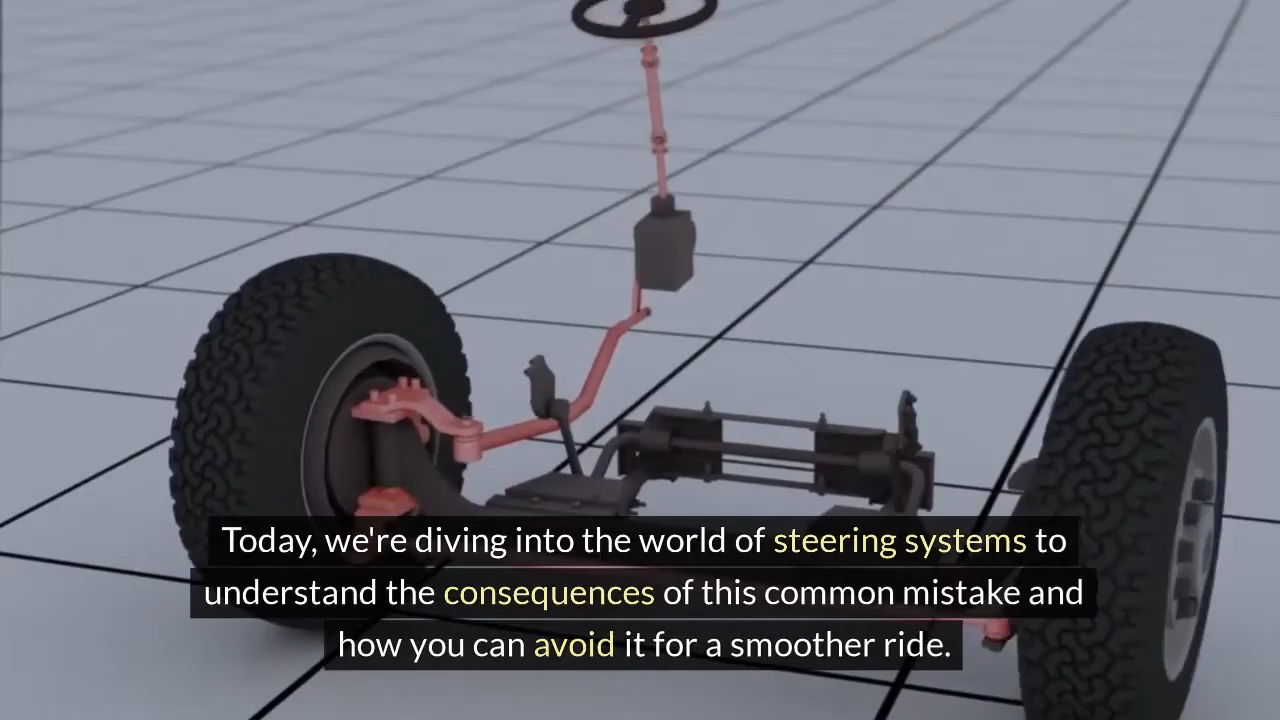 Today, we're diving into the world of steering systems to
understand the consequences of this common mistake and
how you can avoid it for a smoother ride.